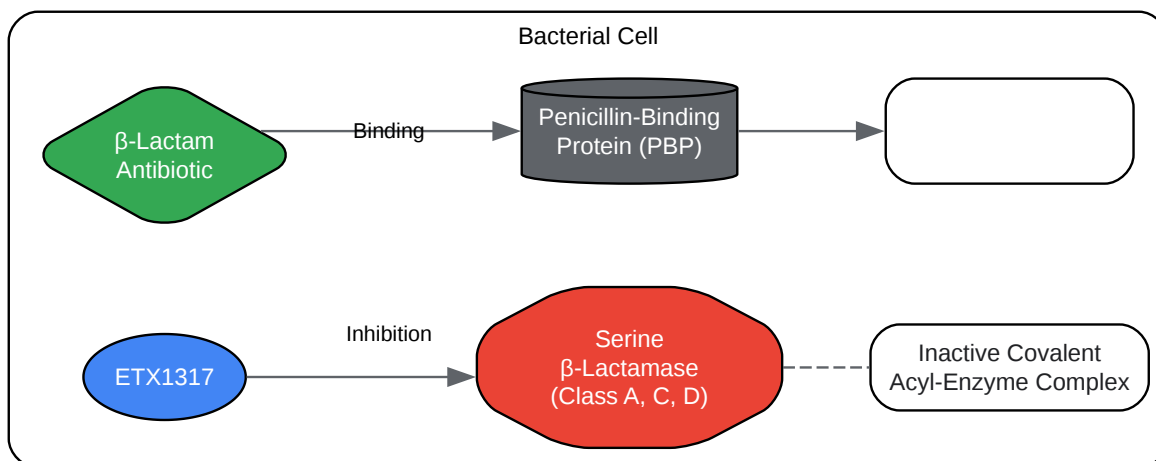 Bacterial Cell
β-Lactam
Antibiotic
Binding
Penicillin-Binding
Protein (PBP)
ETX1317
Inhibition
Serine
β-Lactamase
(Class A, C, D)
Inactive Covalent
Acyl-Enzyme Complex